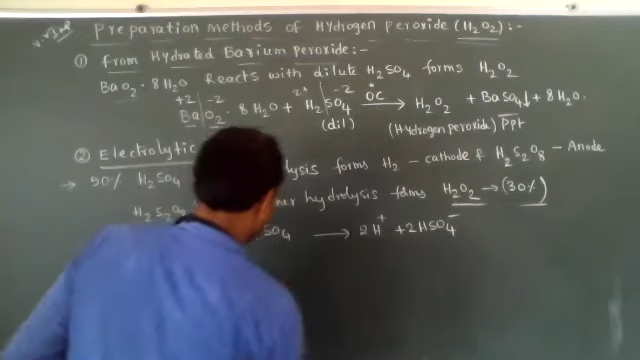 Preparation methods of Hydrogen peroxide (H₂O₂):-
① From Hydrated Barium peroxide:-
BaO₂·8H₂O Reacts with dilute H₂SO₄ forms H₂O₂
+2 -2 2+ -2
BaO₂·8H₂O + H₂SO₄ 0°C → H₂O₂ + BaSO₄↓ + 8H₂O.
(dil) (Hydrogen peroxide) Ppt
② Electrolytic
→ 50% H₂SO₄ lysis forms H₂ - cathode & H₂S₂O₈ - Anode
H₂S₂O hydrolysis forms H₂O₂ → (30%)
SO₄ → 2H⁺ + 2HSO₄⁻